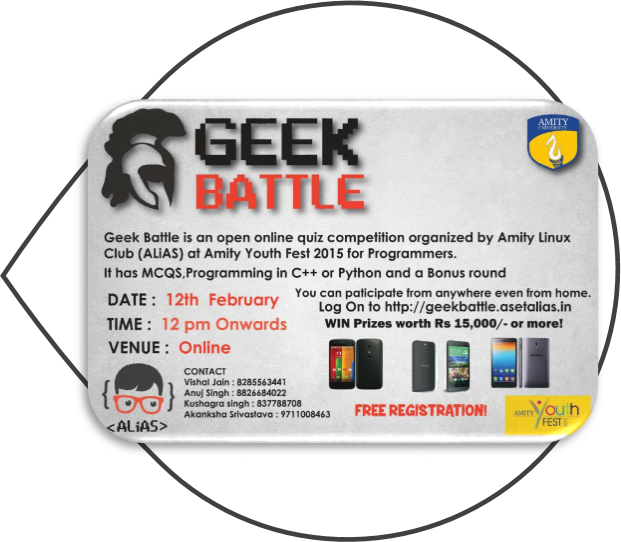 GEEK
BATTLE
AMITY
UNIVERSITY
Geek Battle is an open online quiz competition organized by Amity Linux
Club (ALiAS) at Amity Youth Fest 2015 for Programmers.
It has MCQS,Programming in C++ or Python and a Bonus round
DATE : 12th February
TIME : 12 pm Onwards
VENUE : Online
You can paticipate from anywhere even from home.
Log On to http://geekbattle.asetalias.in
WIN Prizes worth Rs 15,000/- or more!
CONTACT
Vishal Jain : 8285563441
Anuj Singh : 8826684022
Kushagra singh : 837788708
Akanksha Srivastava : 9711008463
<ALiAS>
FREE REGISTRATION!
AMITY Youth
FEST